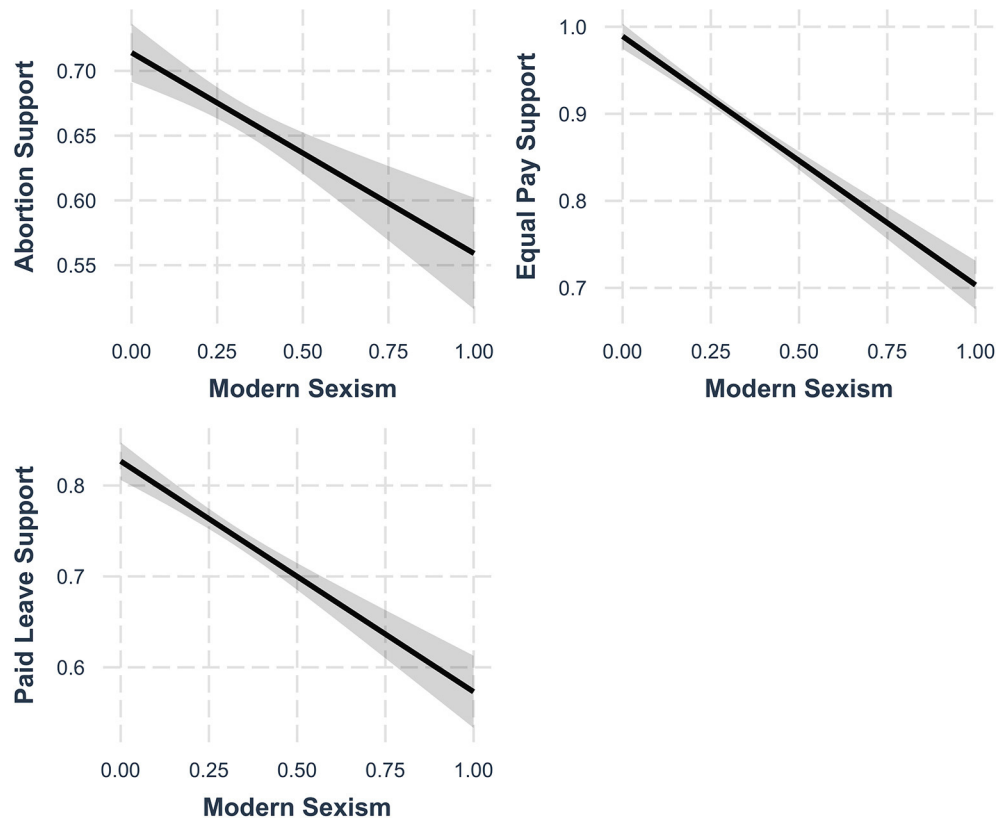 Abortion Support
0.70
0.65
0.60
0.55
0.00 0.25 0.50 0.75 1.00
Modern Sexism
Equal Pay Support
1.0
0.9
0.8
0.7
0.00 0.25 0.50 0.75 1.00
Modern Sexism
Paid Leave Support
0.8
0.7
0.6
0.00 0.25 0.50 0.75 1.00
Modern Sexism